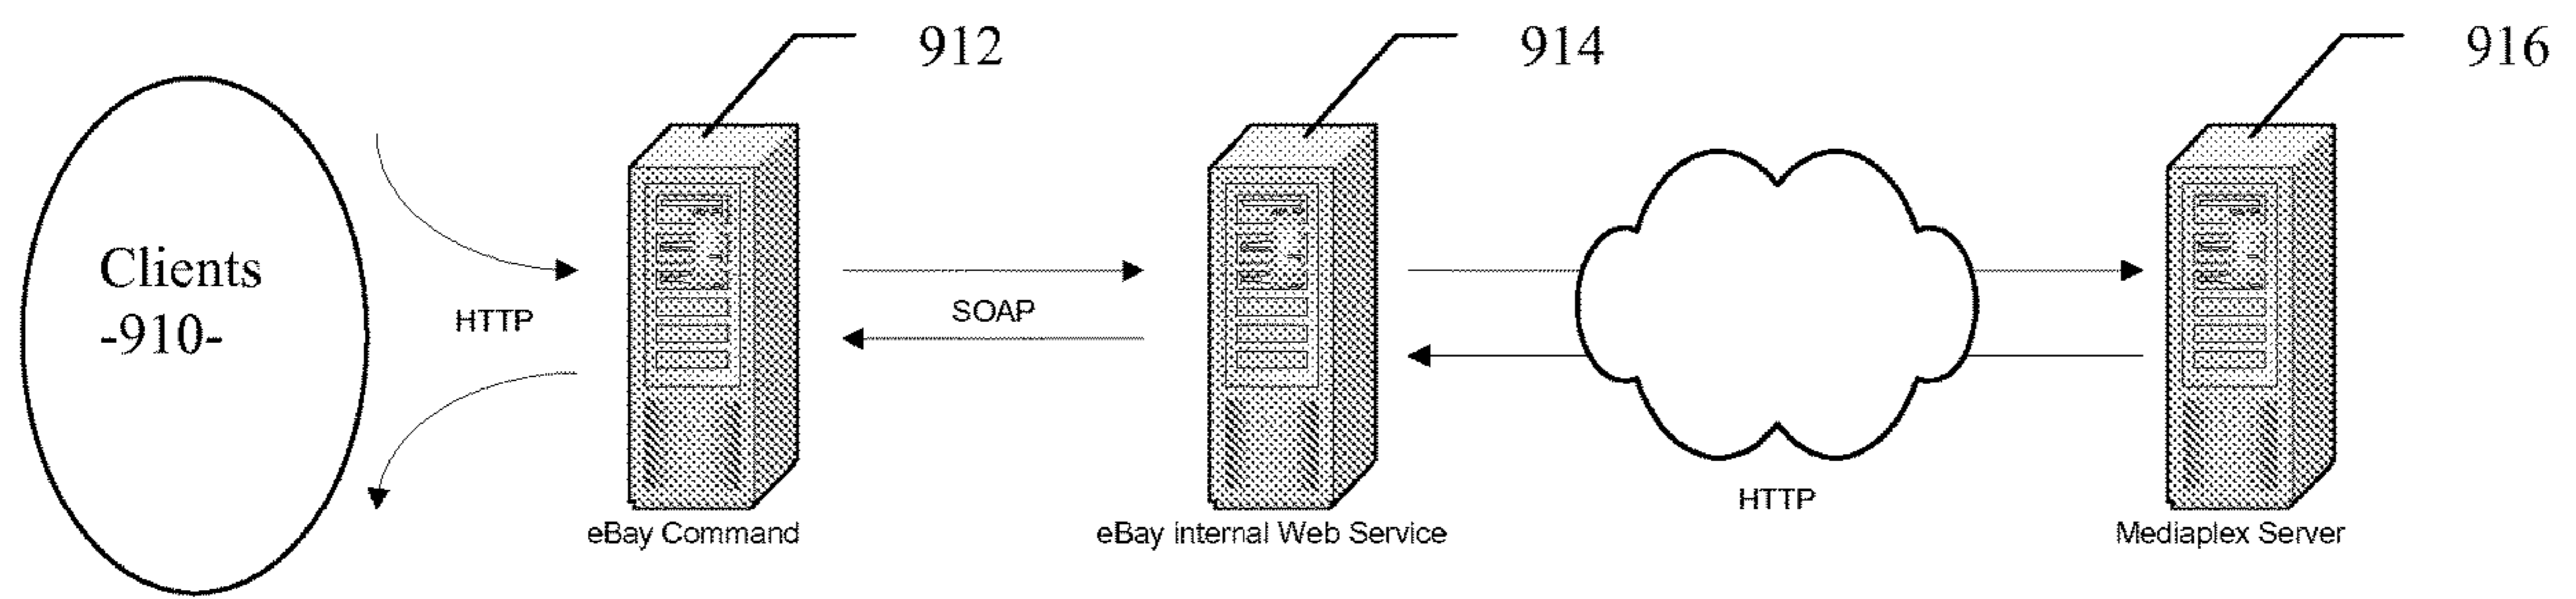 912
914
916
Clients
-910-
HTTP
SOAP
HTTP
eBay Command
eBay internal Web Service
Mediaplex Server